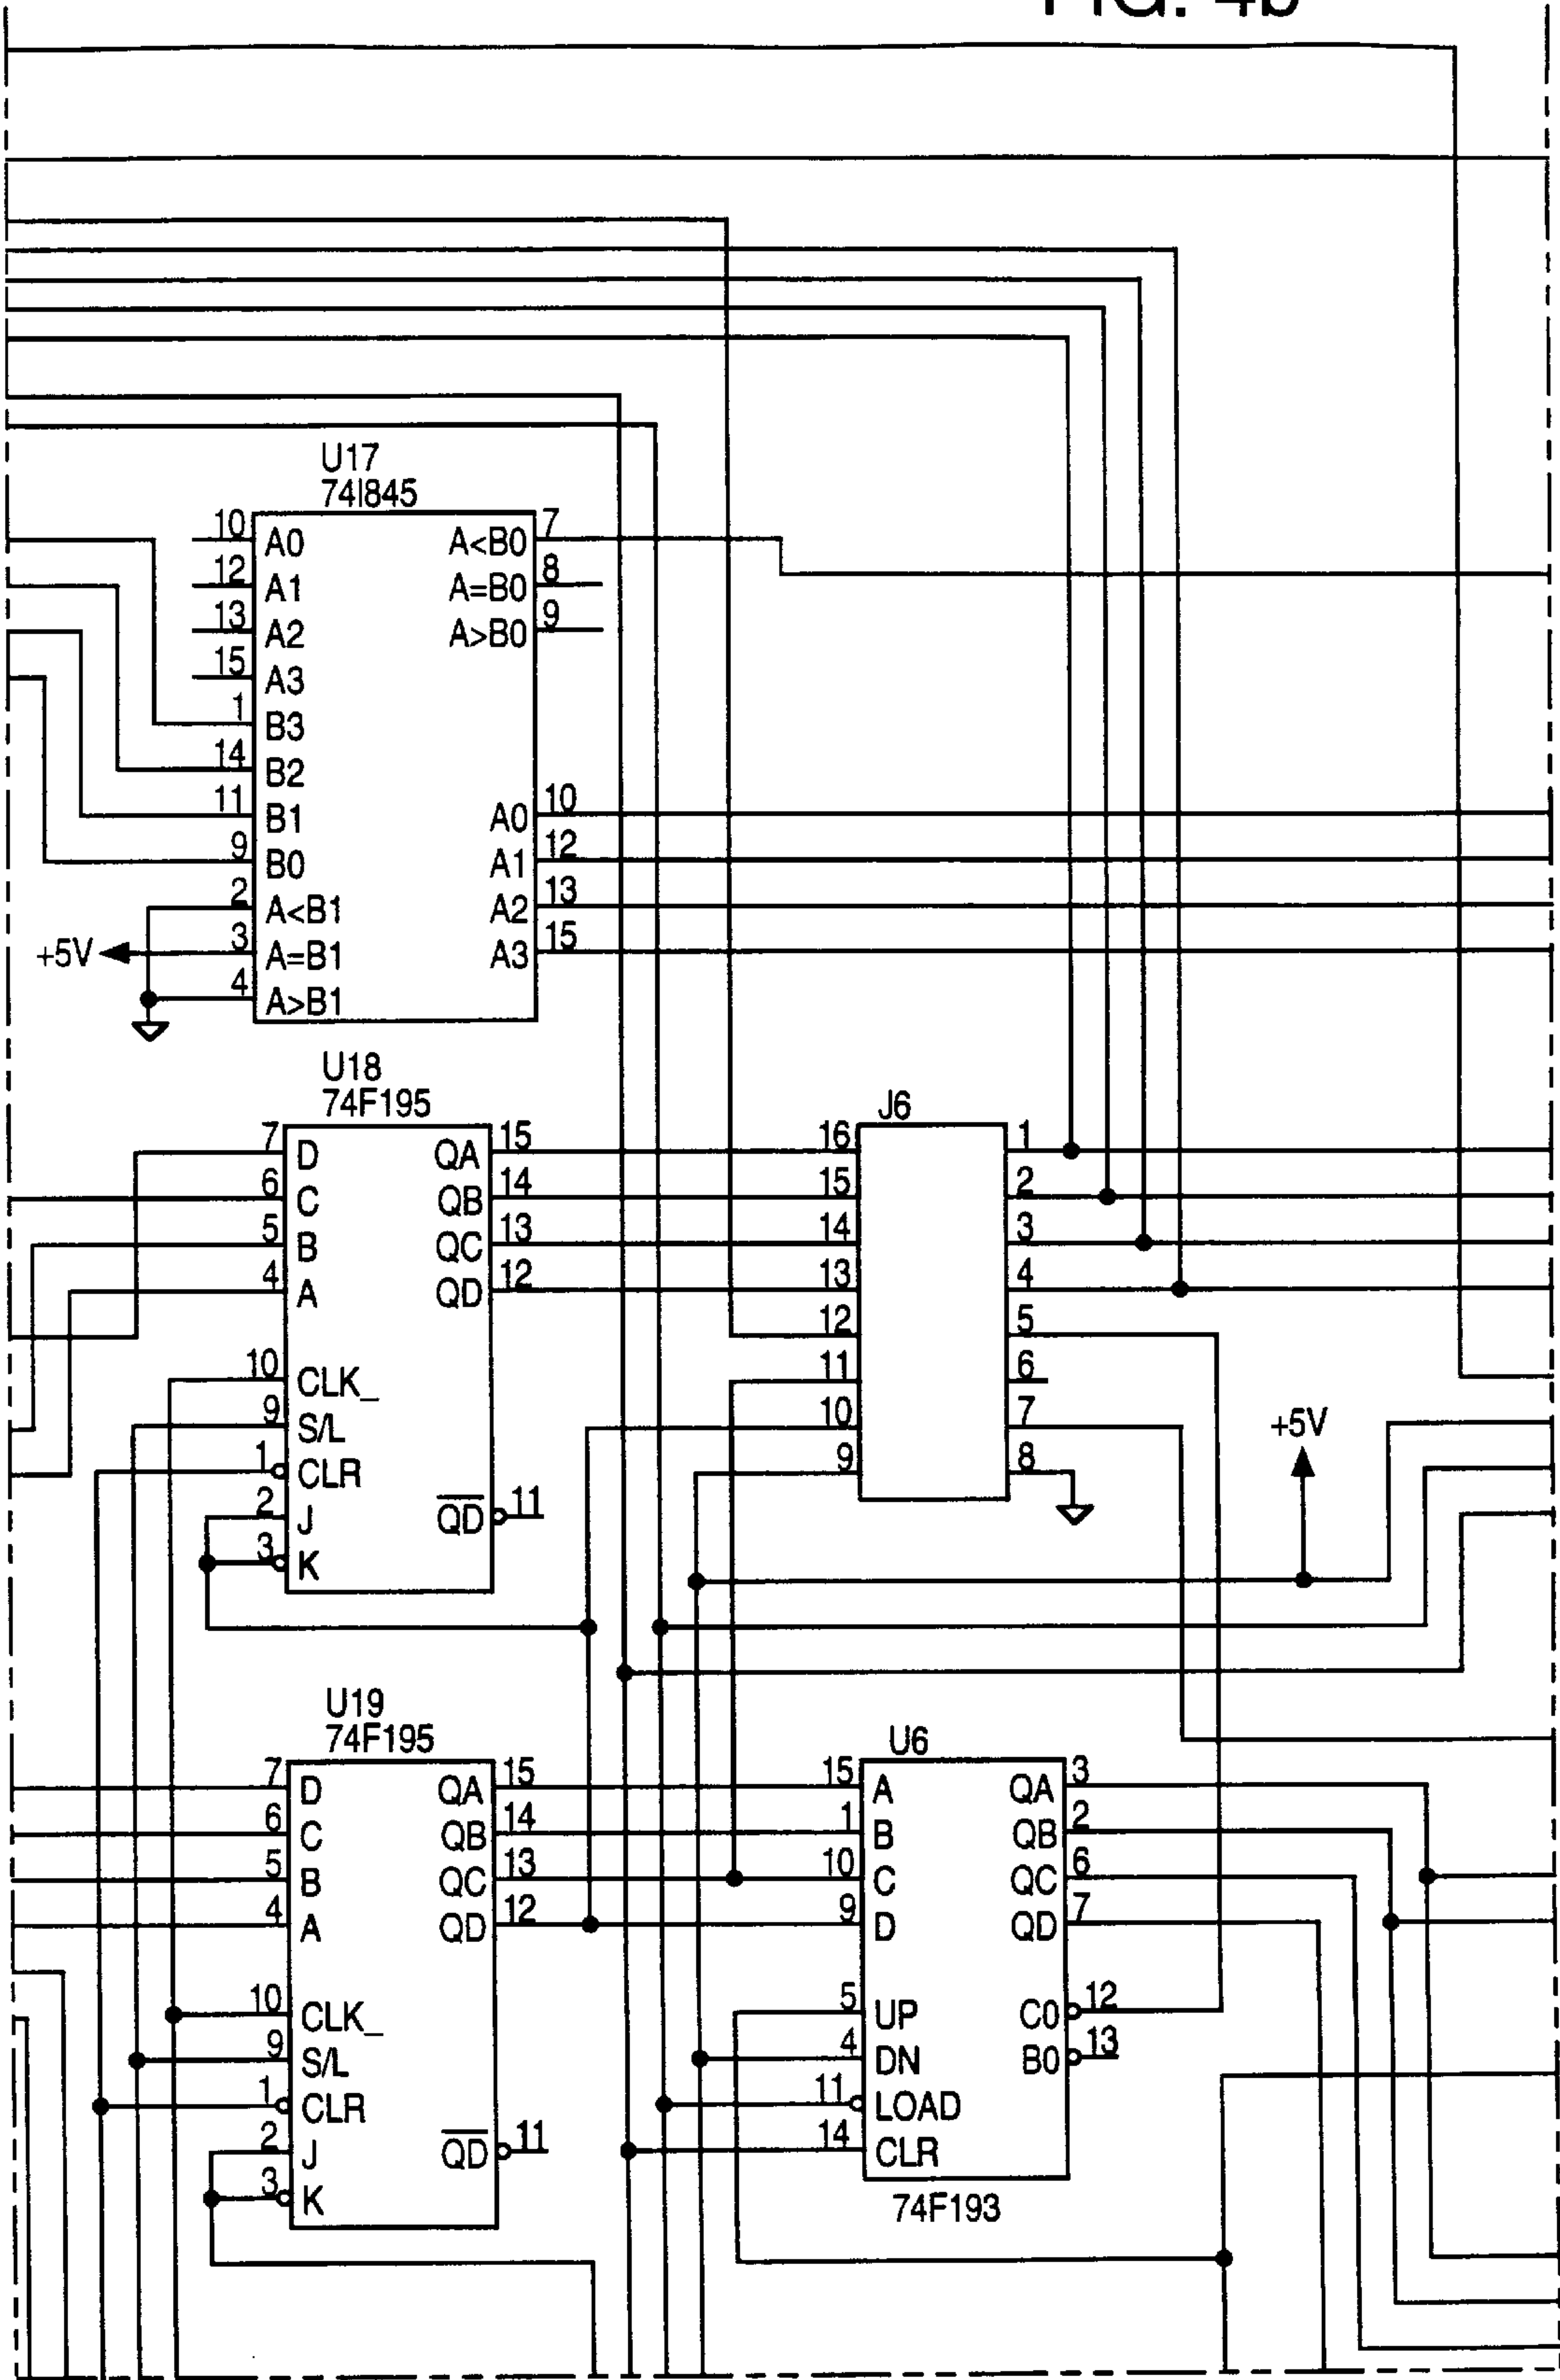 FIG. 4b
U17
74I845
10 A0 A<B0 7
12 A1 A=B0 8
13 A2 A>B0 9
15 A3
1 B3
14 B2
11 B1 A0 10
9 B0 A1 12
2 A<B1 A2 13
+5V 3 A=B1 A3 15
4 A>B1
U18
74F195
J6
7 D QA 15 16 1
6 C QB 14 15 2
5 B QC 13 14 3
4 A QD 12 13 4
12 5
10 CLK_ 11 6
9 S/L 10 7 +5V
1 CLR 9 8
2 J QD 11
3 K
U19
74F195
U6
7 D QA 15 15 A QA 3
6 C QB 14 1 B QB 2
5 B QC 13 10 C QC 6
4 A QD 12 9 D QD 7
10 CLK_ 5 UP C0 12
9 S/L 4 DN B0 13
1 CLR 11 LOAD
2 J QD 11 14 CLR
3 K
74F193